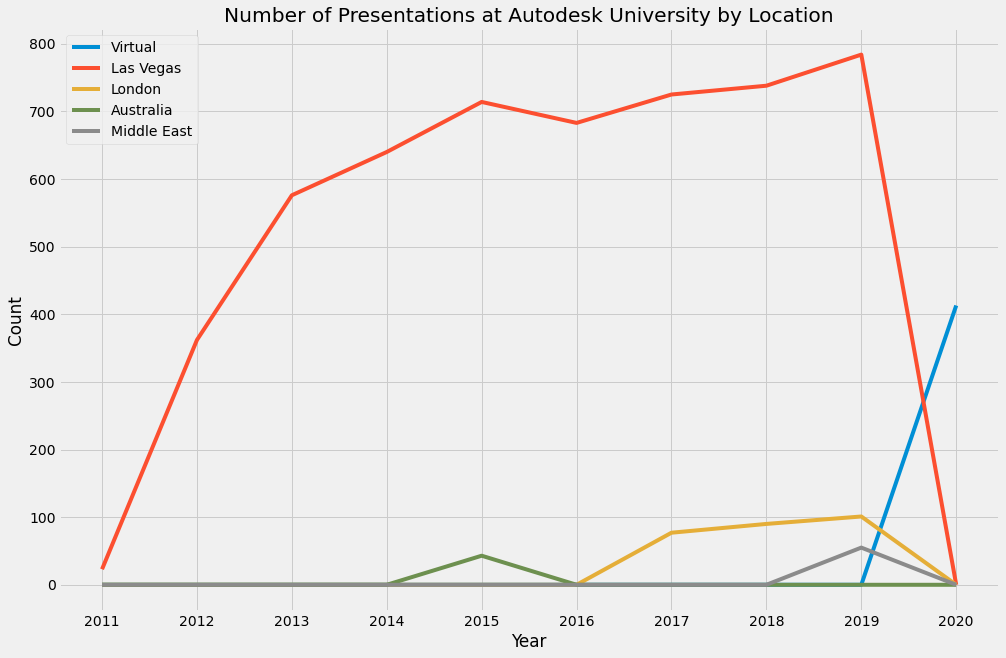 Number of Presentations at Autodesk University by Location
Virtual
Las Vegas
London
Australia
Middle East
800
700
600
500
400
300
200
100
0
Count
2011 2012 2013 2014 2015 2016 2017 2018 2019 2020
Year